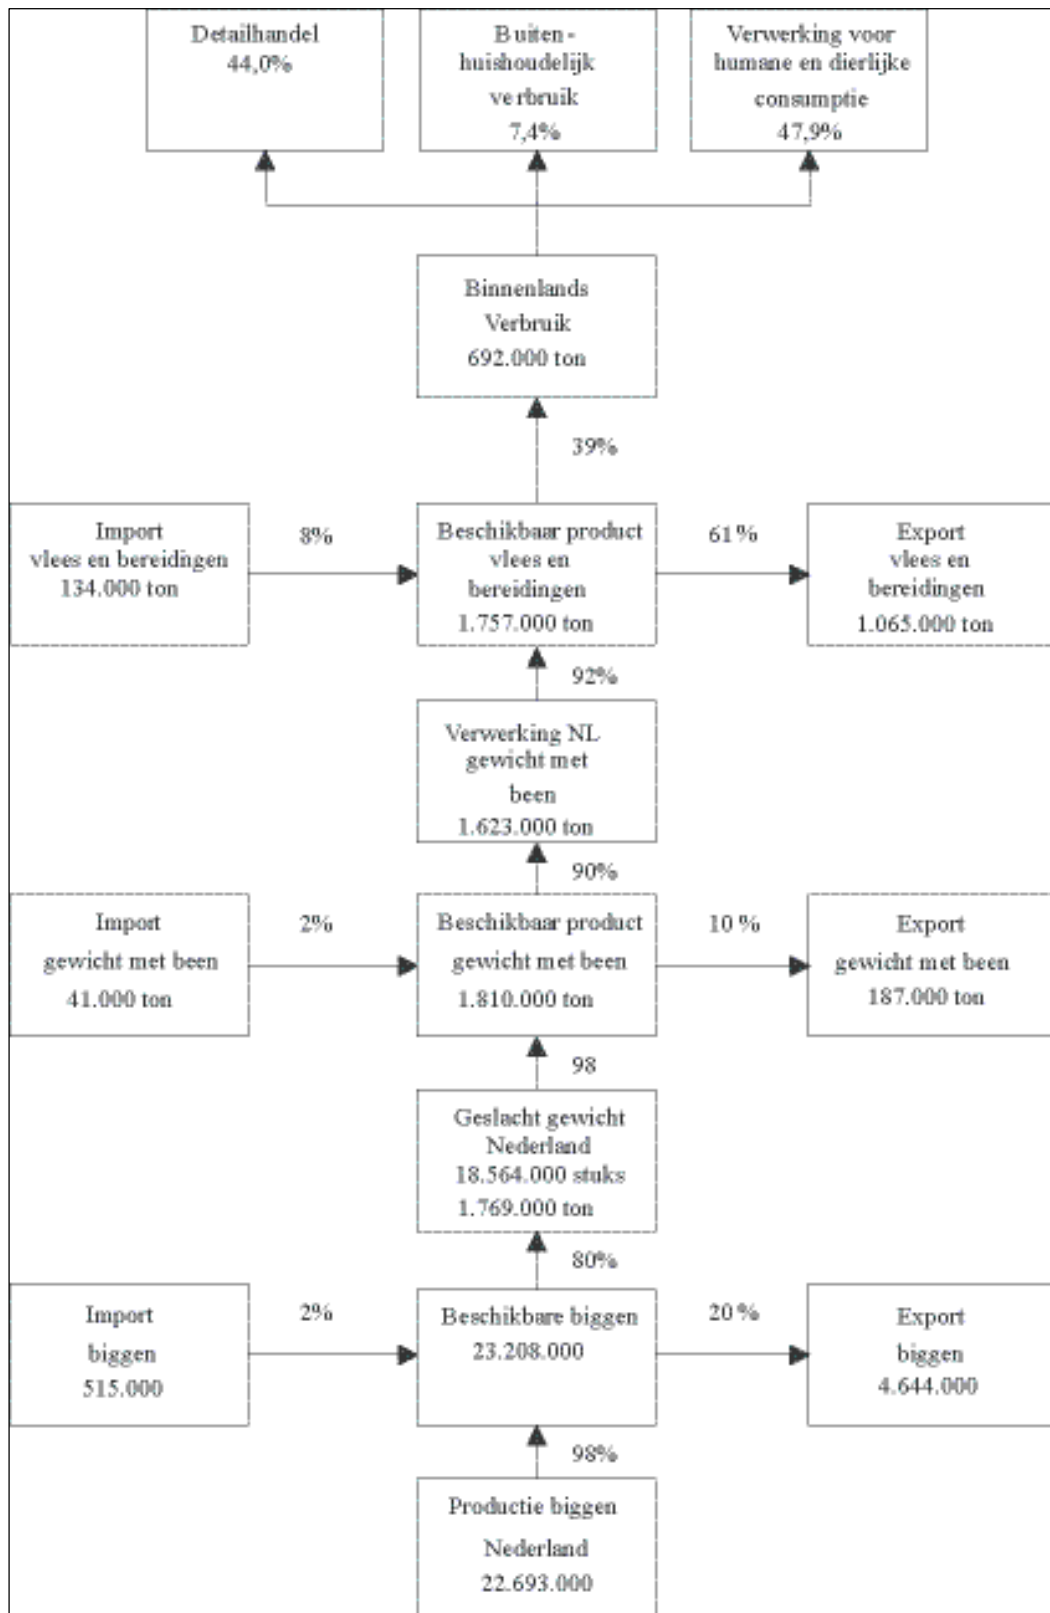 Detailhandel
44,0%
Buiten-
huishoudelijk
verbruik
7,4%
Verwerking voor
humane en dierlijke
consumptie
47,9%
Binnenlands
Verbruik
692.000 ton
39%
Import
vlees en bereidingen
134.000 ton
8%
Beschikbaar product
vlees en
bereidingen
1.757.000 ton
61%
Export
vlees en
bereidingen
1.065.000 ton
92%
Verwerking NL
gewicht met
been
1.623.000 ton
90%
Import
gewicht met been
41.000 ton
2%
Beschikbaar product
gewicht met been
1.810.000 ton
10 %
Export
gewicht met been
187.000 ton
98
Geslacht gewicht
Nederland
18.564.000 stuks
1.769.000 ton
80%
Import
biggen
515.000
2%
Beschikbare biggen
23.208.000
20 %
Export
biggen
4.644.000
98%
Productie biggen
Nederland
22.693.000